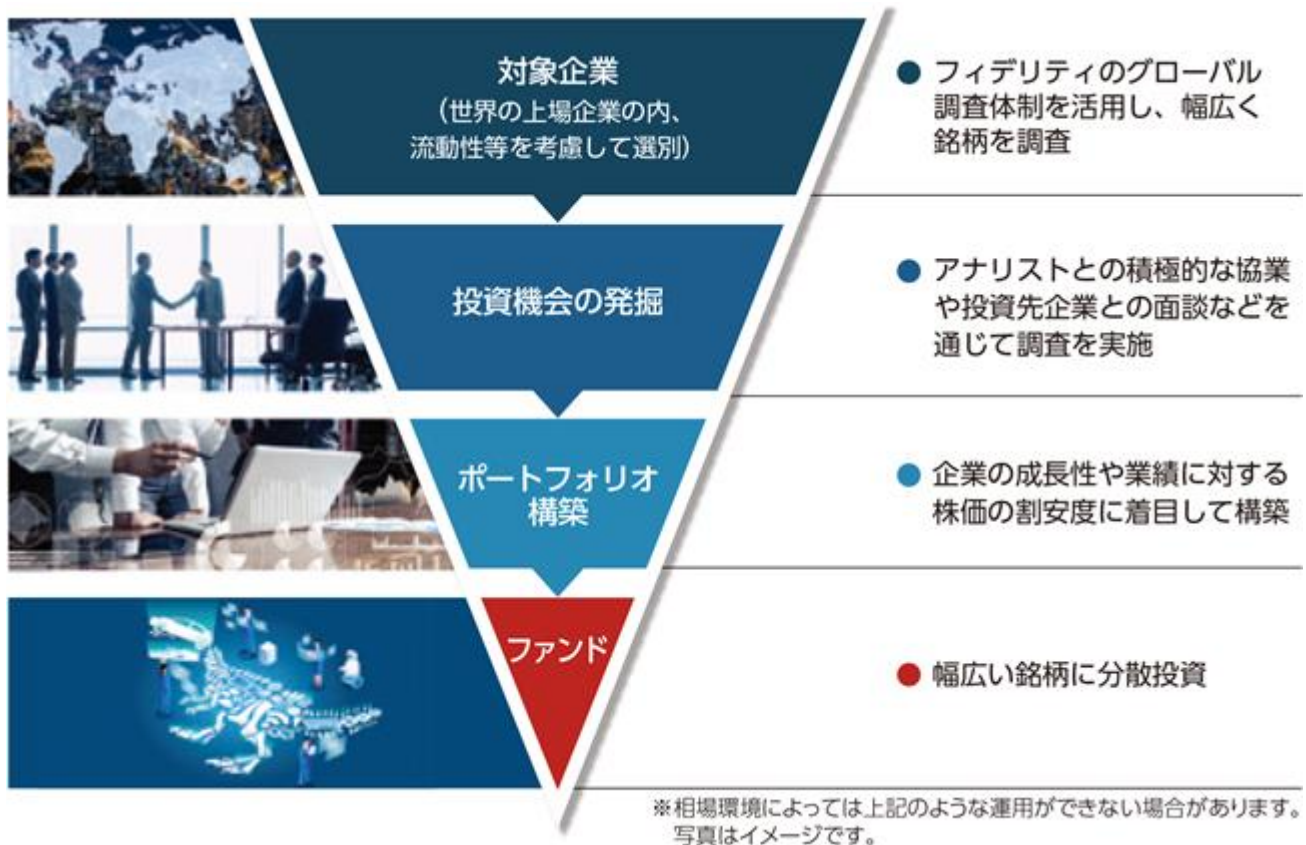 対象企業
（世界の上場企業の内、
流動性等を考慮して選別）
● フィデリティのグローバル
調査体制を活用し、幅広く
銘柄を調査
投資機会の発掘
● アナリストとの積極的な協業
や投資先企業との面談などを
通じて調査を実施
ポートフォリオ
構築
● 企業の成長性や業績に対する
株価の割安度に着目して構築
ファンド
● 幅広い銘柄に分散投資
※相場環境によっては上記のような運用ができない場合があります。
写真はイメージです。